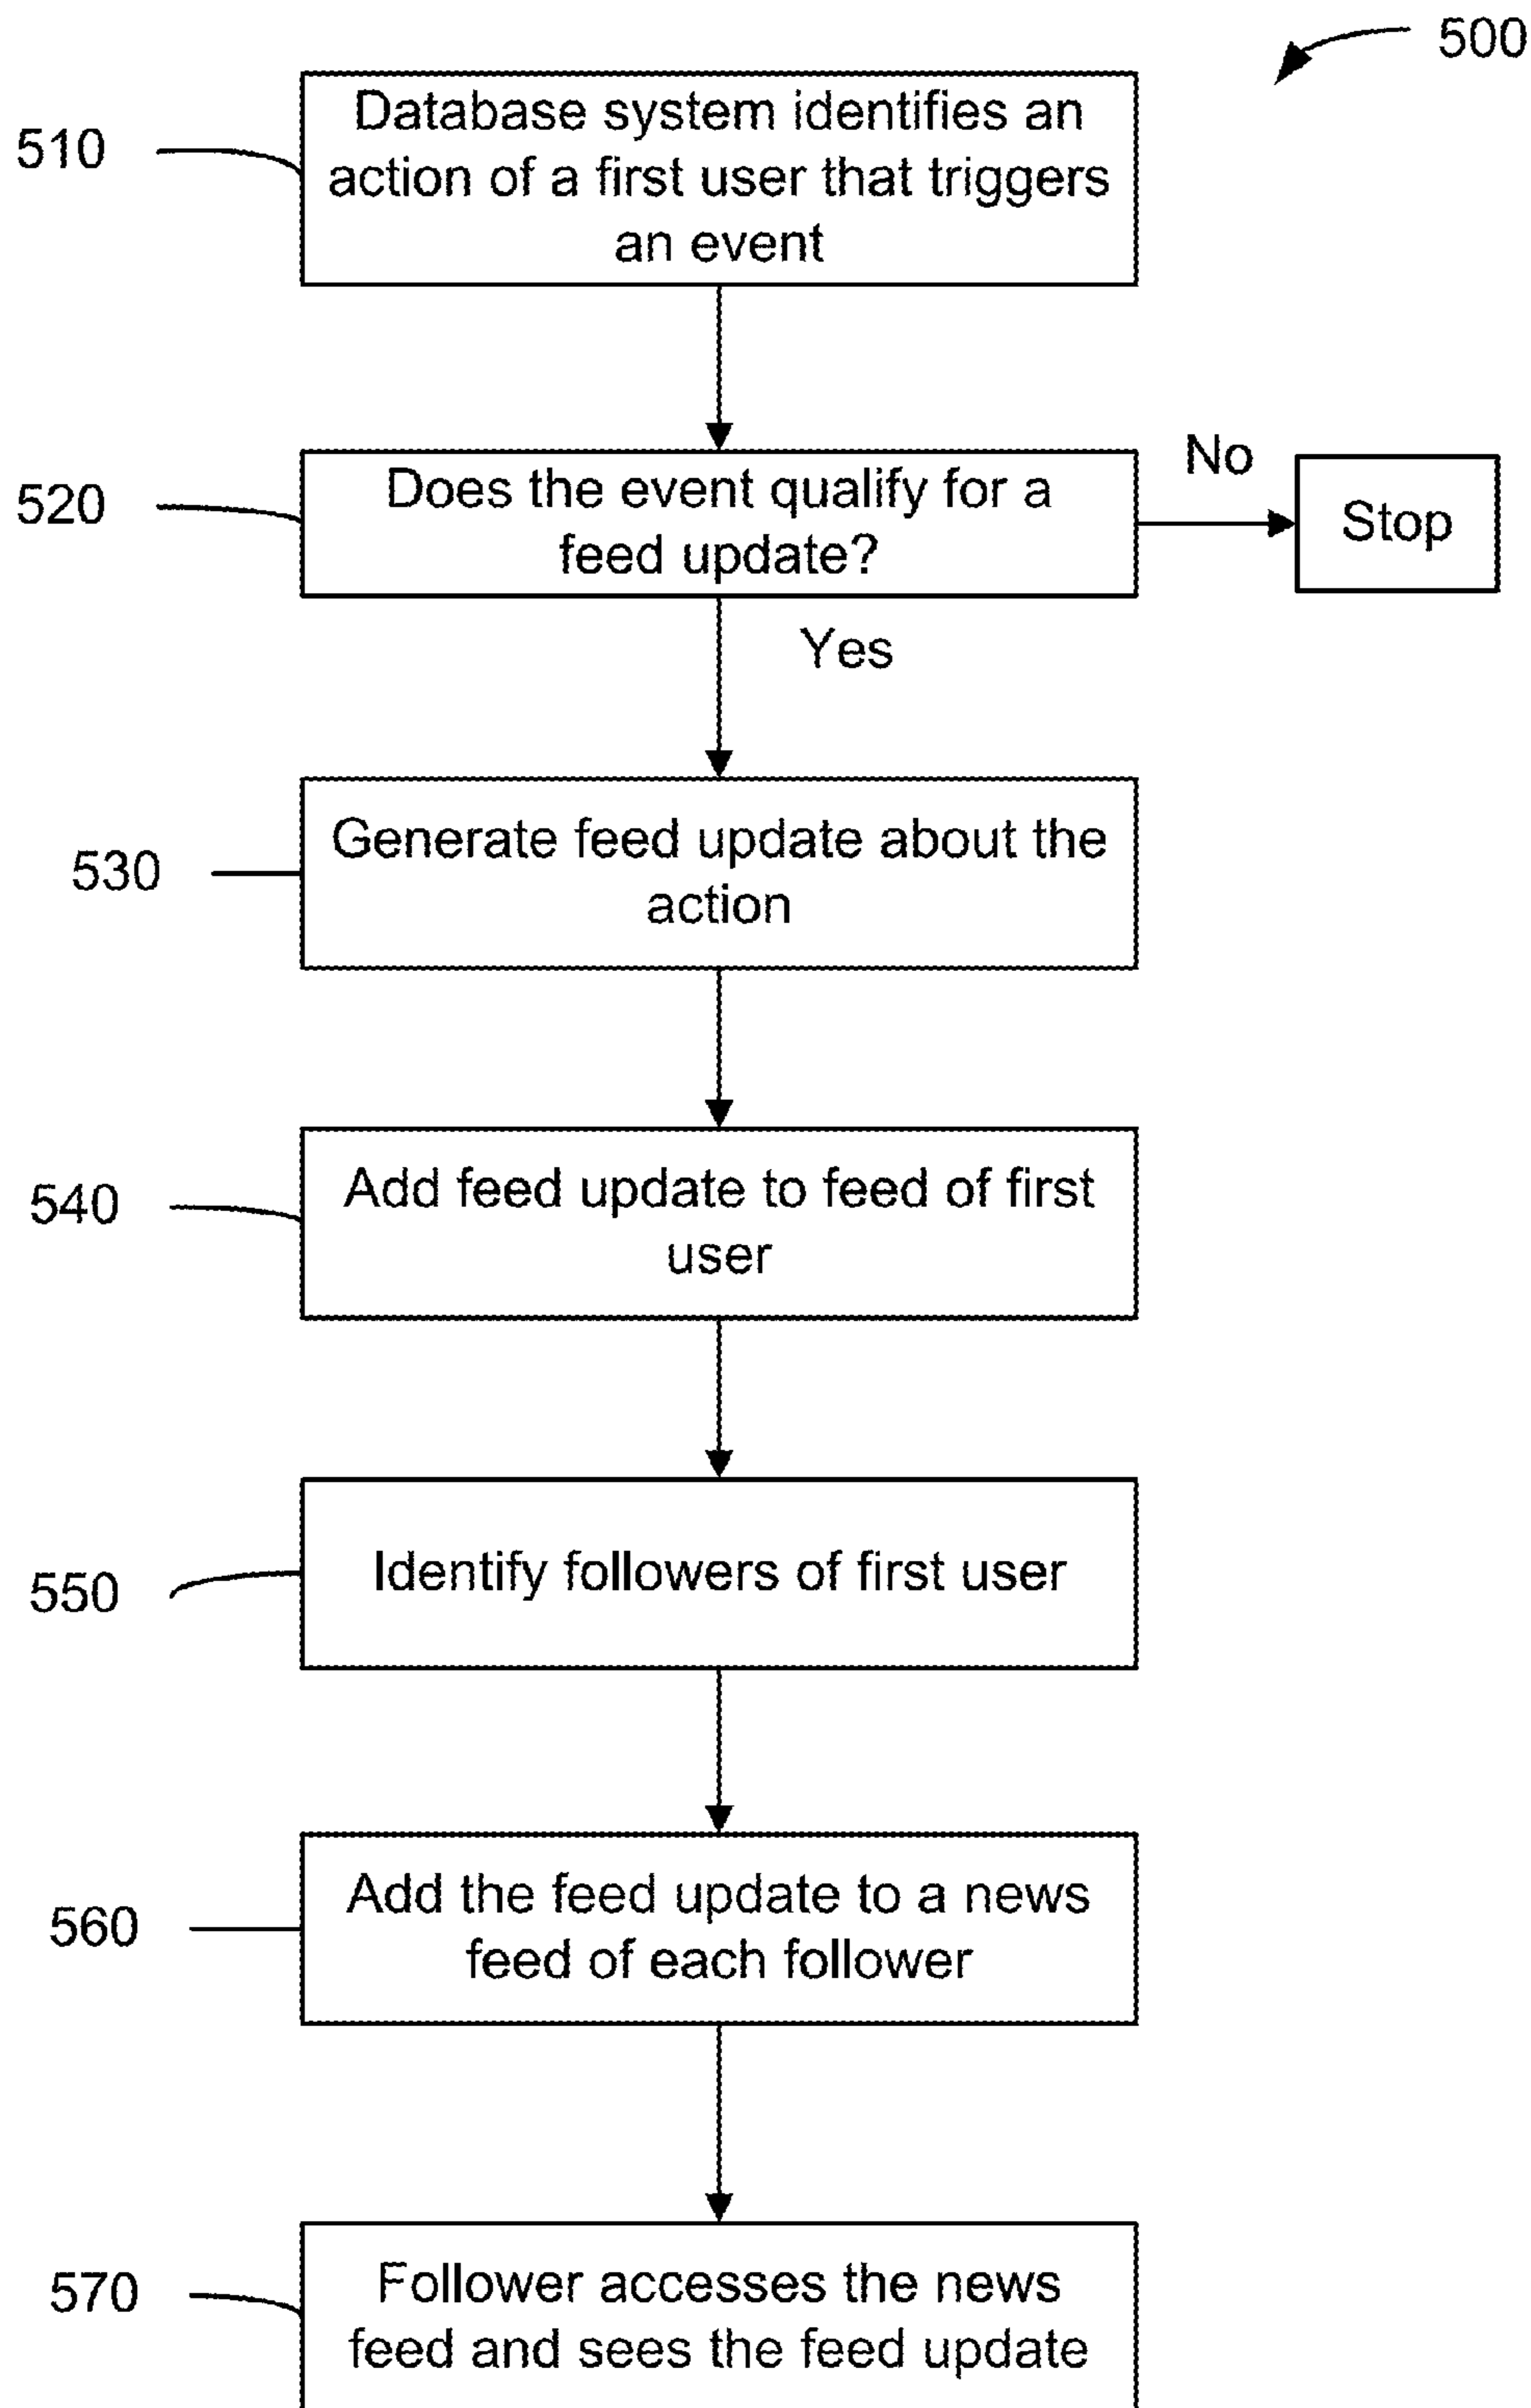 500
510
Database system identifies an
action of a first user that triggers
an event
520
Does the event qualify for a
feed update?
No
Stop
Yes
530
Generate feed update about the
action
540
Add feed update to feed of first
user
550
Identify followers of first user
560
Add the feed update to a news
feed of each follower
570
Follower accesses the news
feed and sees the feed update